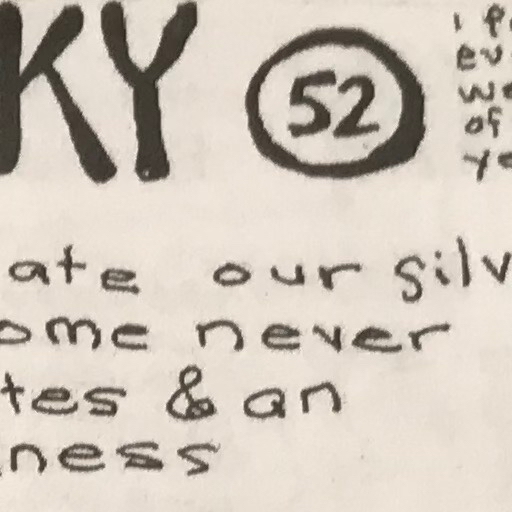 KY 52
i p
ev
we
of
ye
ate our silv
ome never
tes & an
ness